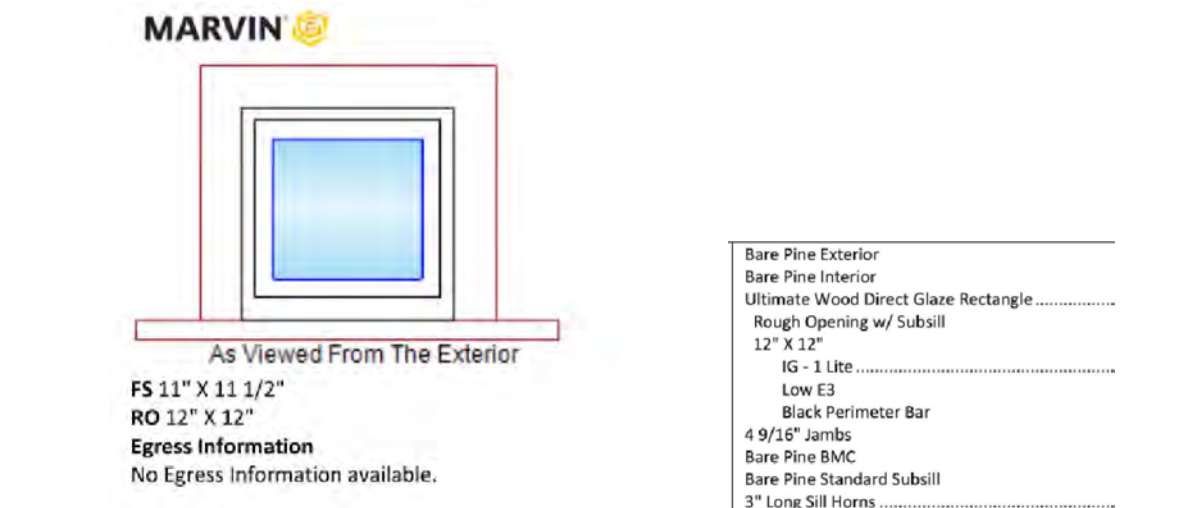 MARVIN
As Viewed From The Exterior
FS 11" X 11 1/2"
RO 12" X 12"
Egress Information
No Egress Information available.
Bare Pine Exterior
Bare Pine Interior
Ultimate Wood Direct Glaze Rectangle
Rough Opening w/ Subsill
12" X 12"
IG - 1 Lite
Low E3
Black Perimeter Bar
4 9/16" Jambs
Bare Pine BMC
Bare Pine Standard Subsill
3" Long Sill Horns